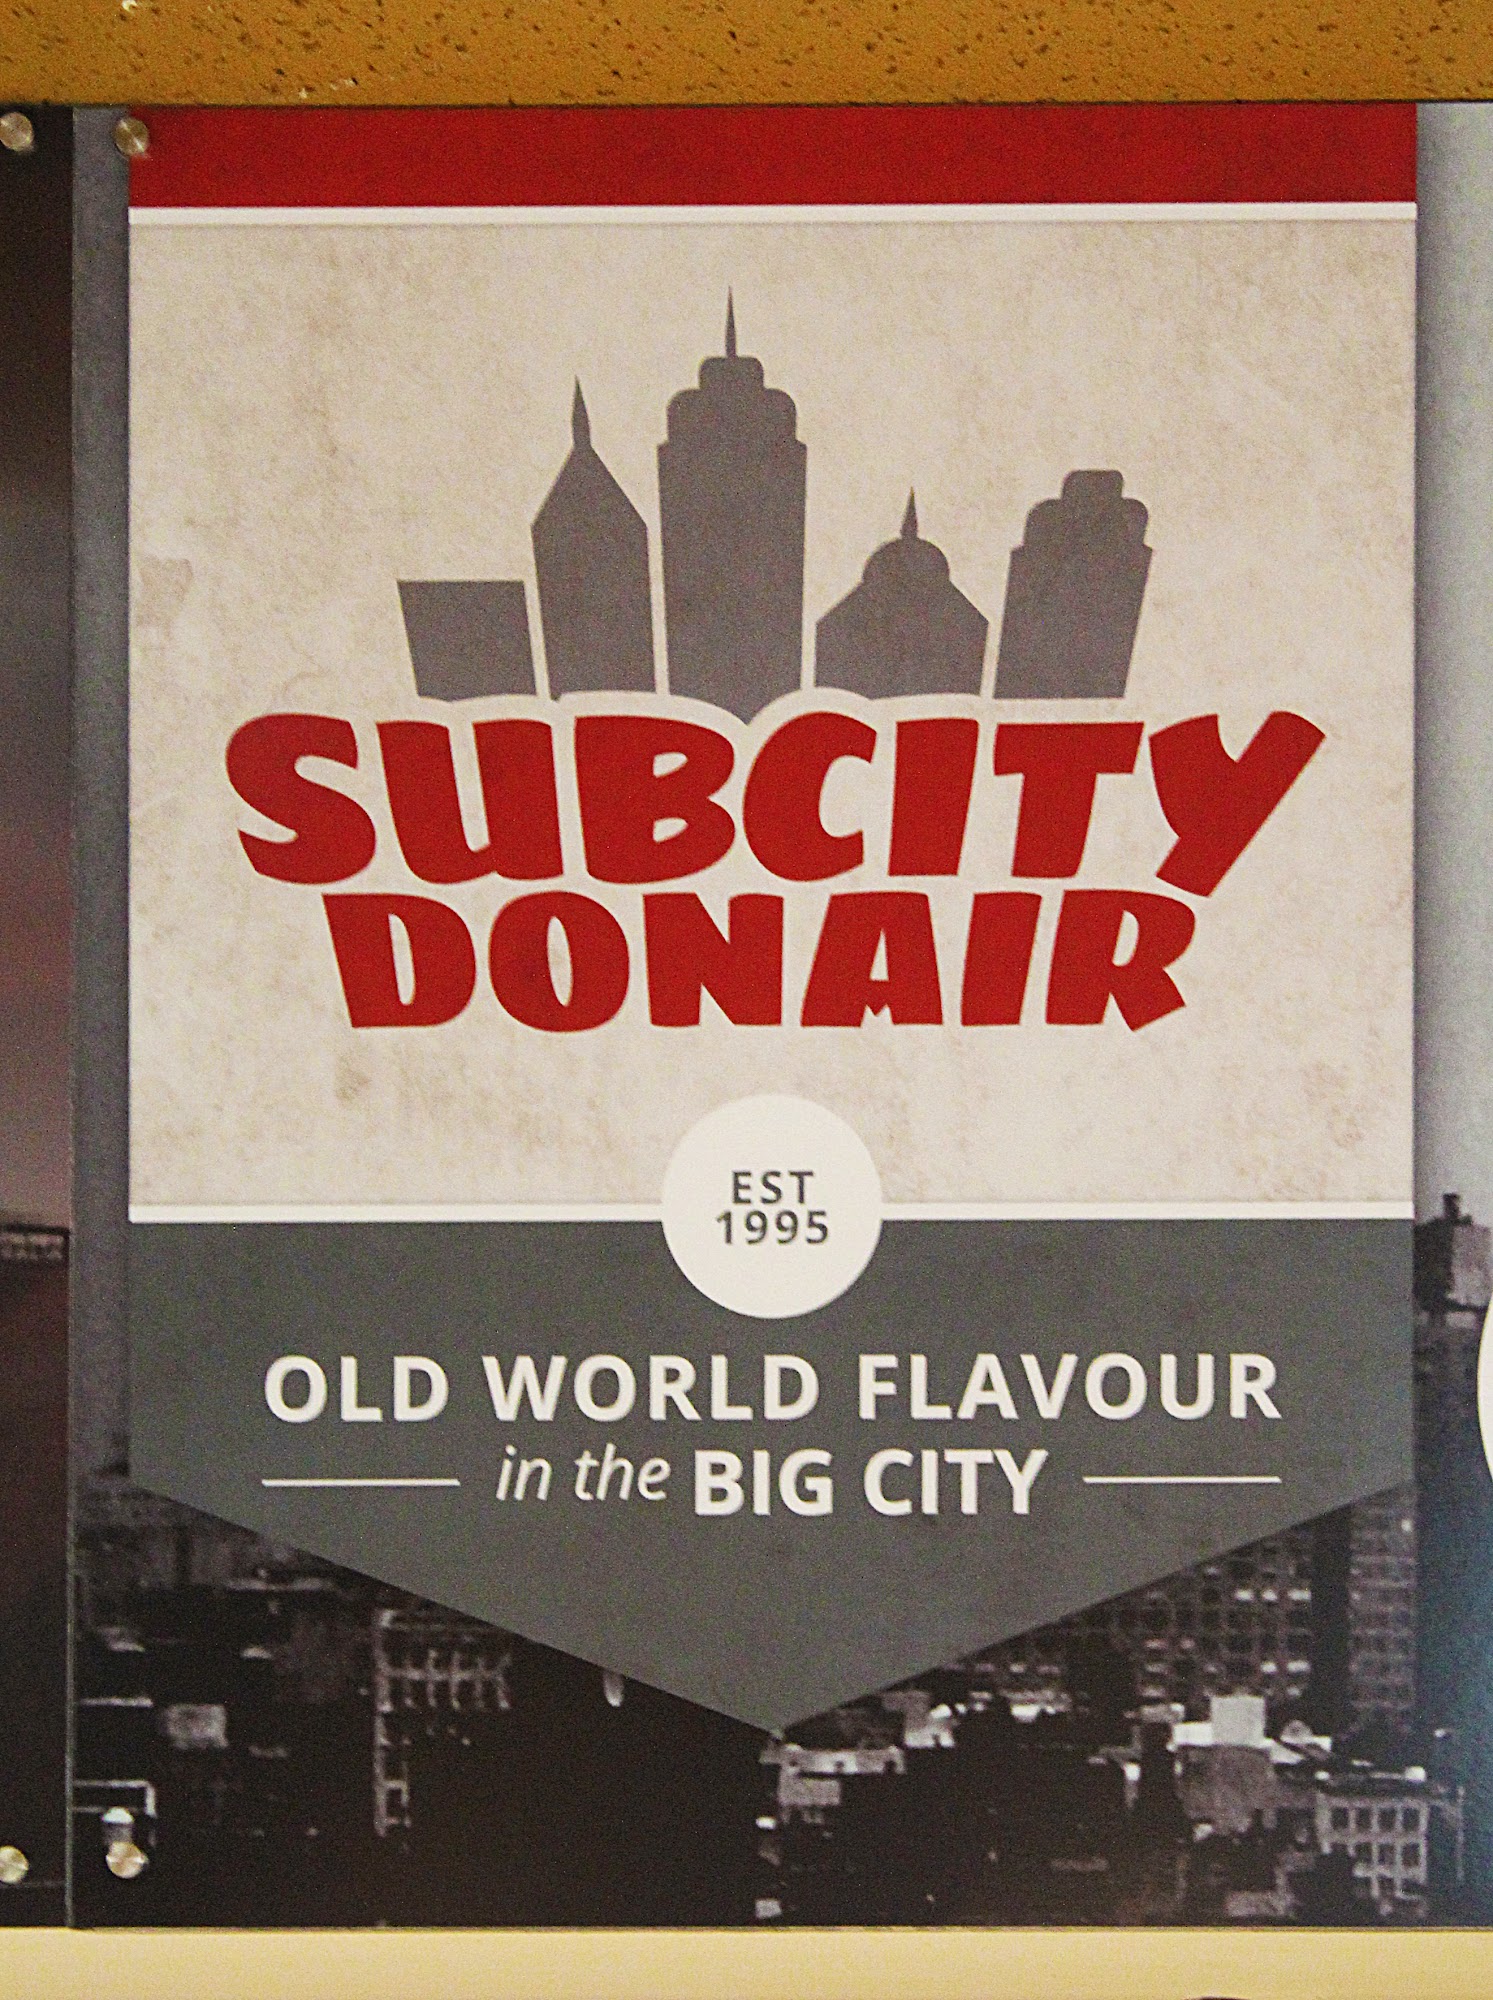 SUBCITY
DONAIR
EST
1995
OLD WORLD FLAVOUR
in the BIG CITY